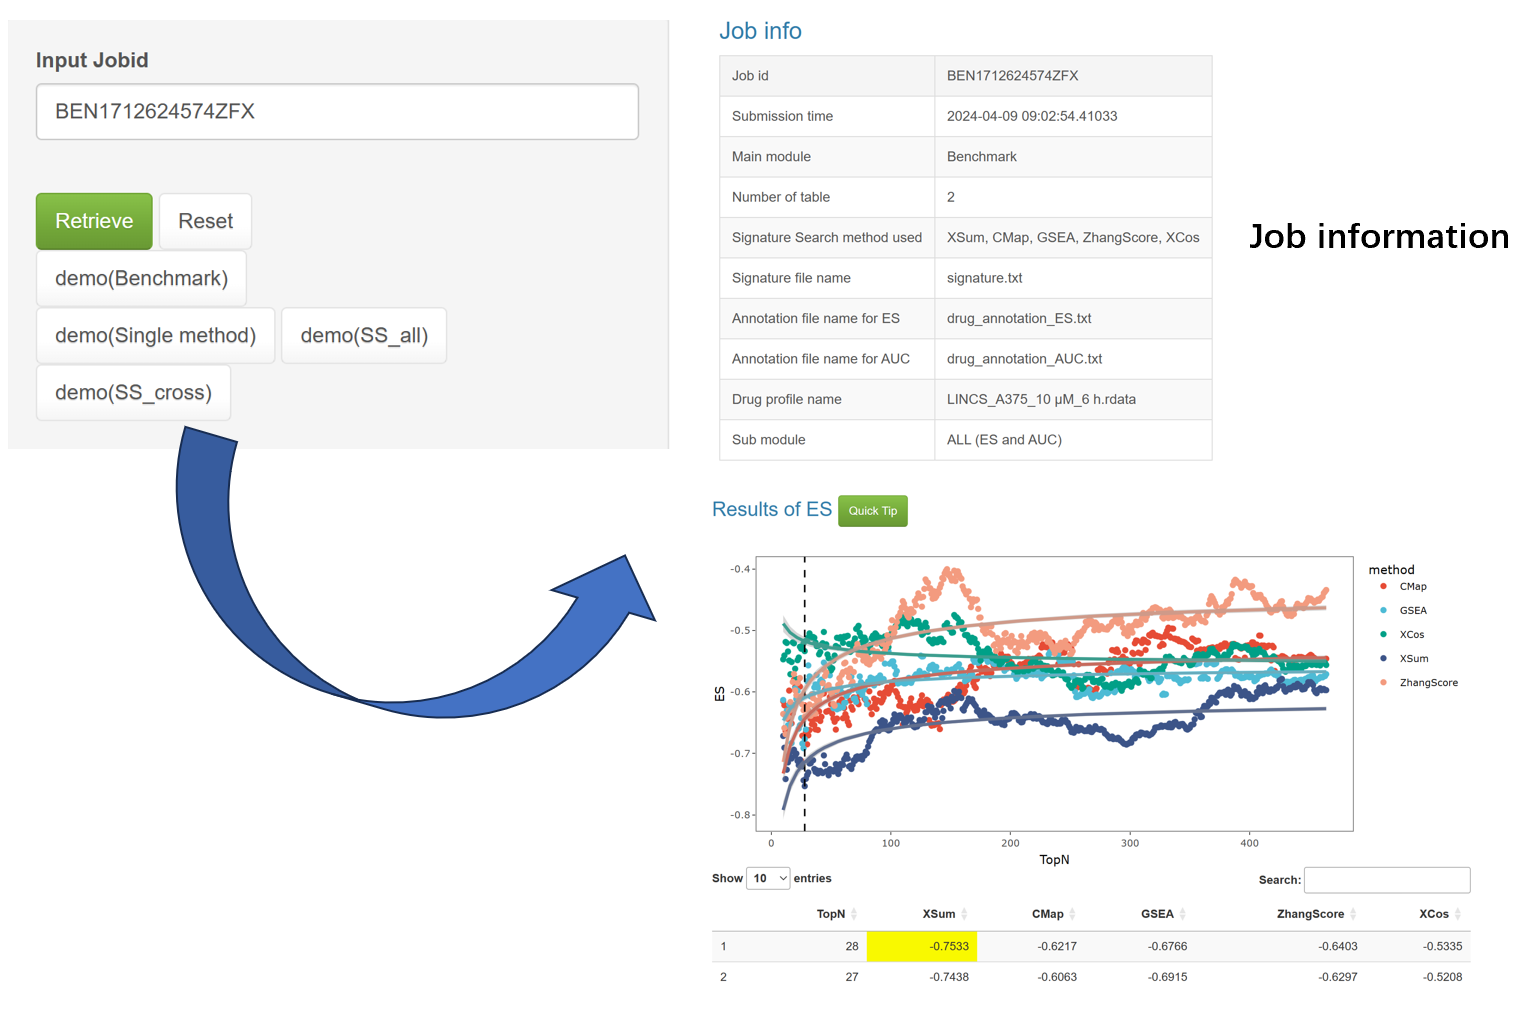 Input Jobid
BEN1712624574ZFX
Retrieve Reset
demo(Benchmark)
demo(Single method) demo(SS_all)
demo(SS_cross)
Job info
Job id BEN1712624574ZFX
Submission time 2024-04-09 09:02:54.41033
Main module Benchmark
Number of table 2
Signature Search method used XSum, CMap, GSEA, ZhangScore, XCos
Signature file name signature.txt
Annotation file name for ES drug_annotation_ES.txt
Annotation file name for AUC drug_annotation_AUC.txt
Drug profile name LINCS_A375_10 μM_6 h.rdata
Sub module ALL (ES and AUC)
Job information
Results of ES Quick Tip
-0.4
-0.5
-0.6
-0.7
-0.8
ES
0 100 200 300 400
TopN
method
CMap
GSEA
XCos
XSum
ZhangScore
Show 10 entries Search:
TopN XSum CMap GSEA ZhangScore XCos
1 28 -0.7533 -0.6217 -0.6766 -0.6403 -0.5335
2 27 -0.7438 -0.6063 -0.6915 -0.6297 -0.5208